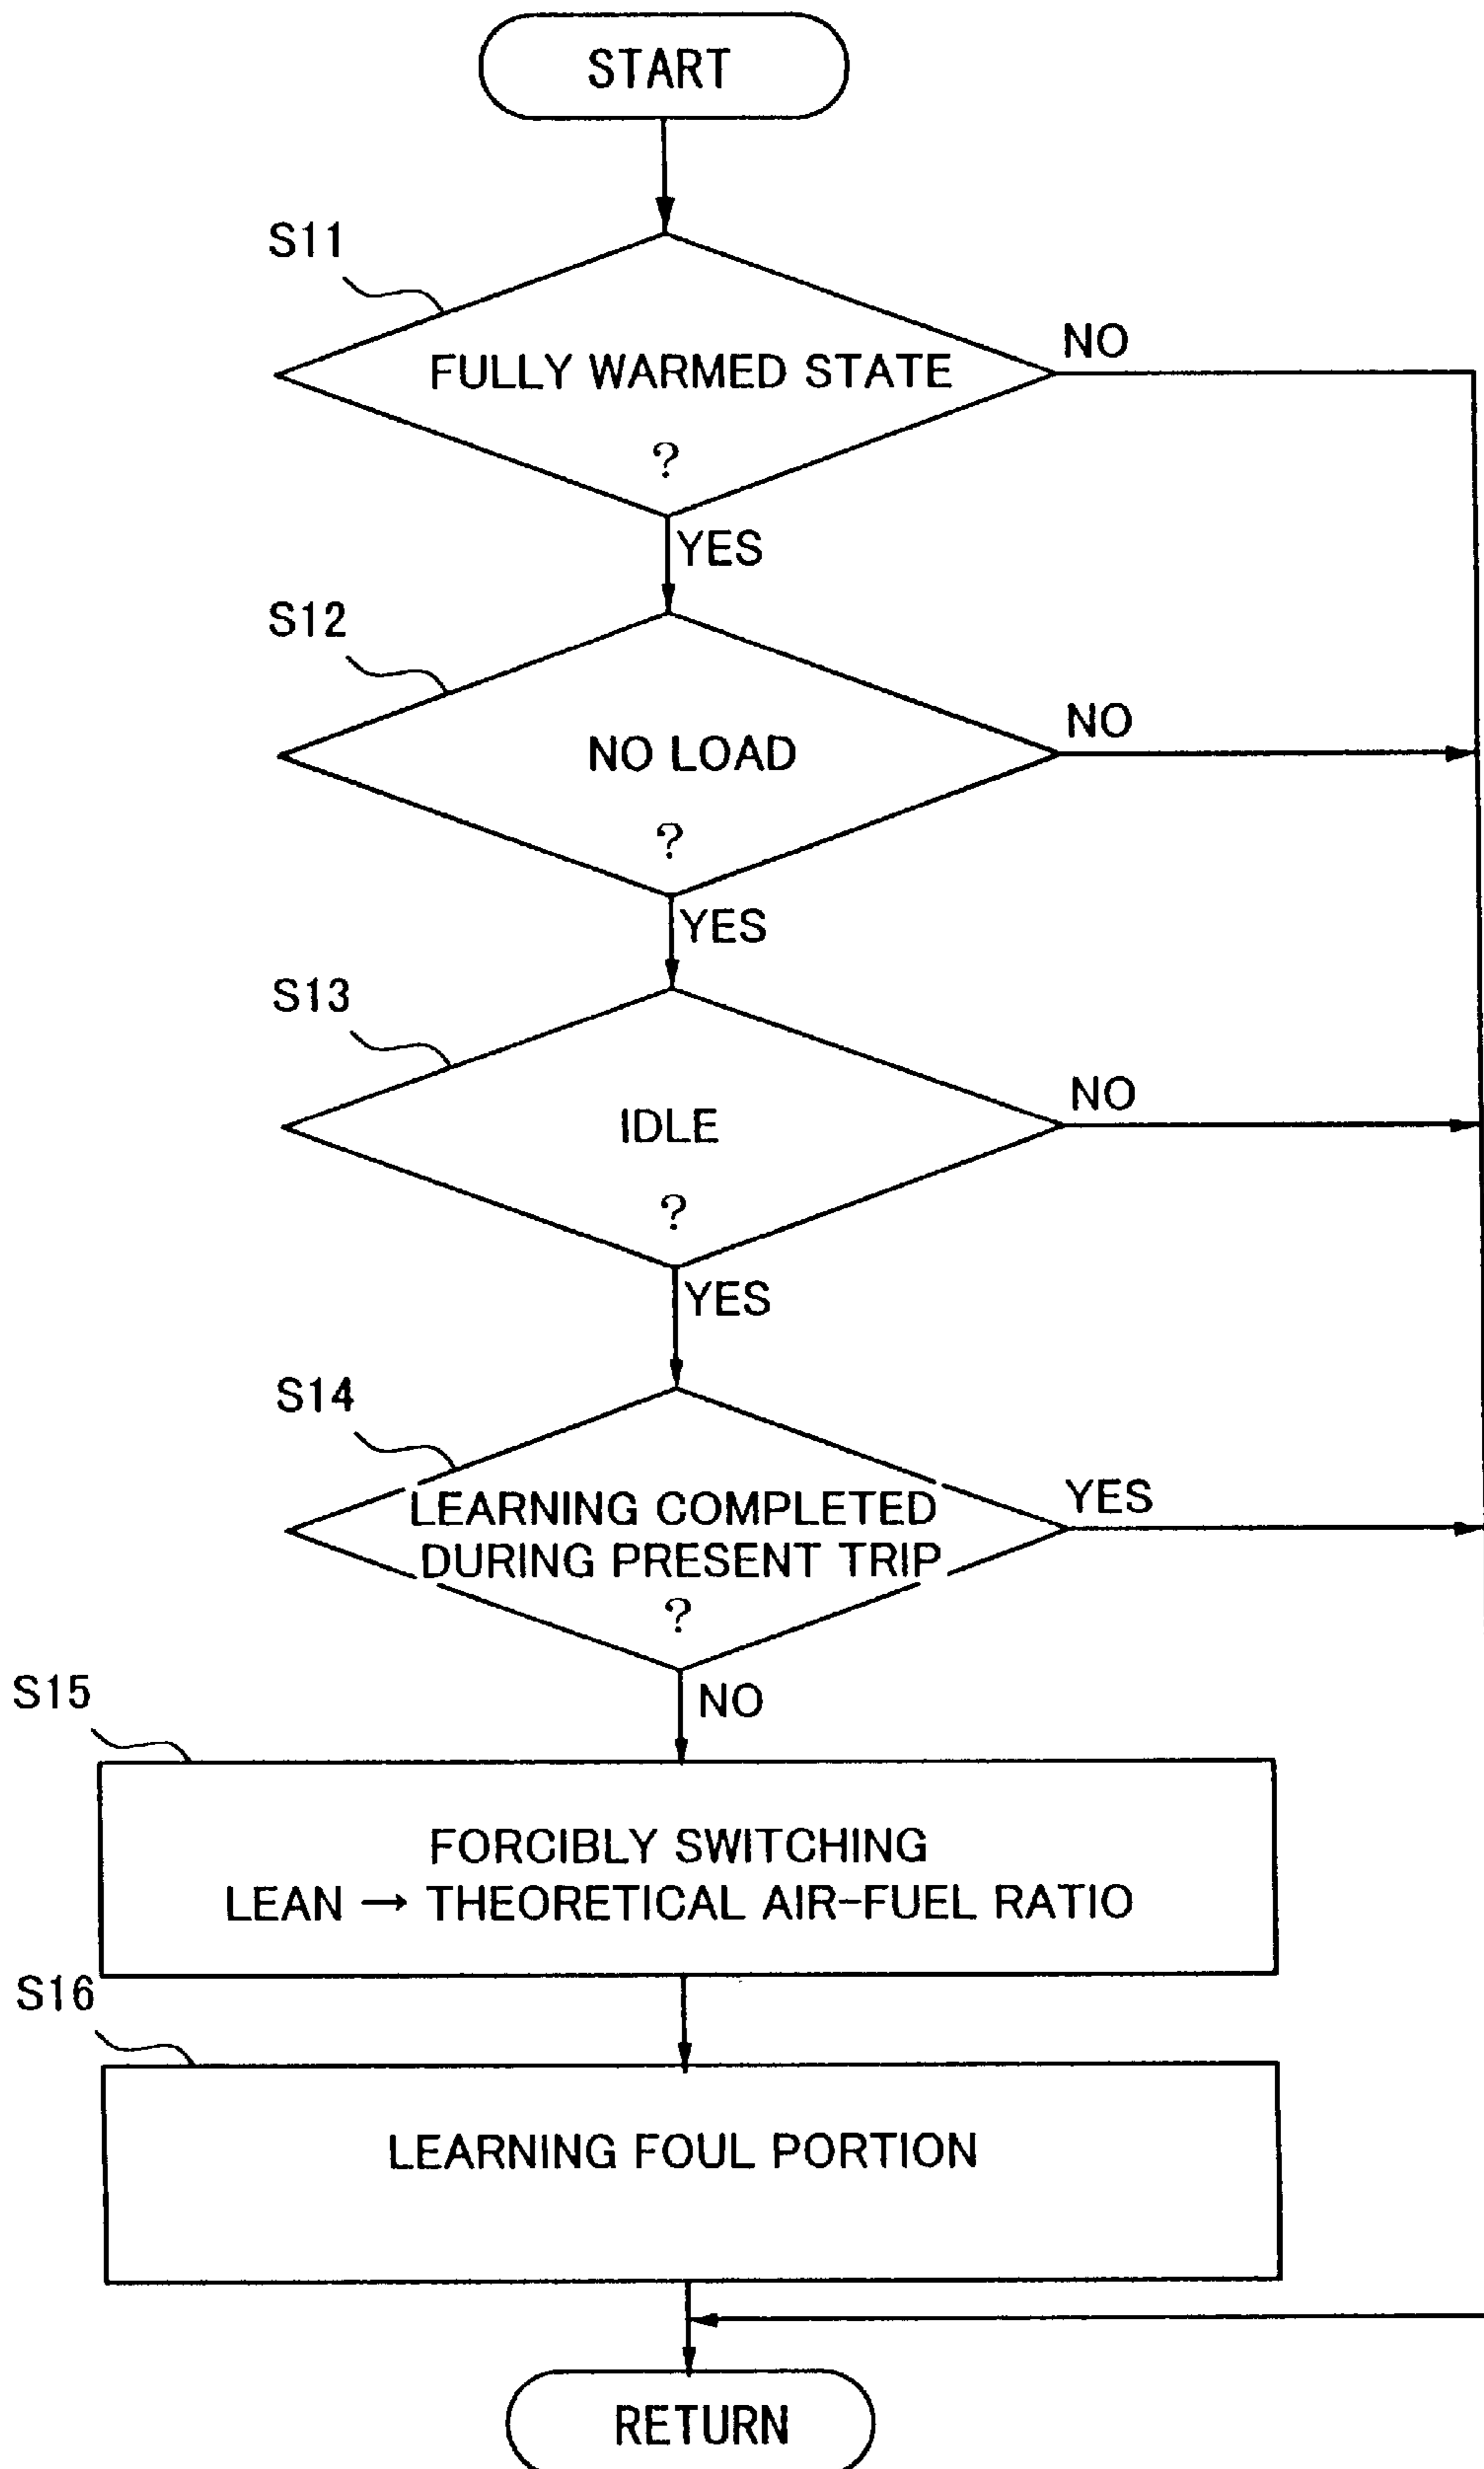 START
S11
FULLY WARMED STATE
?
NO
YES
S12
NO LOAD
?
NO
YES
S13
IDLE
?
NO
YES
S14
LEARNING COMPLETED
DURING PRESENT TRIP
?
YES
NO
S15
FORCIBLY SWITCHING
LEAN → THEORETICAL AIR-FUEL RATIO
S16
LEARNING FOUL PORTION
RETURN